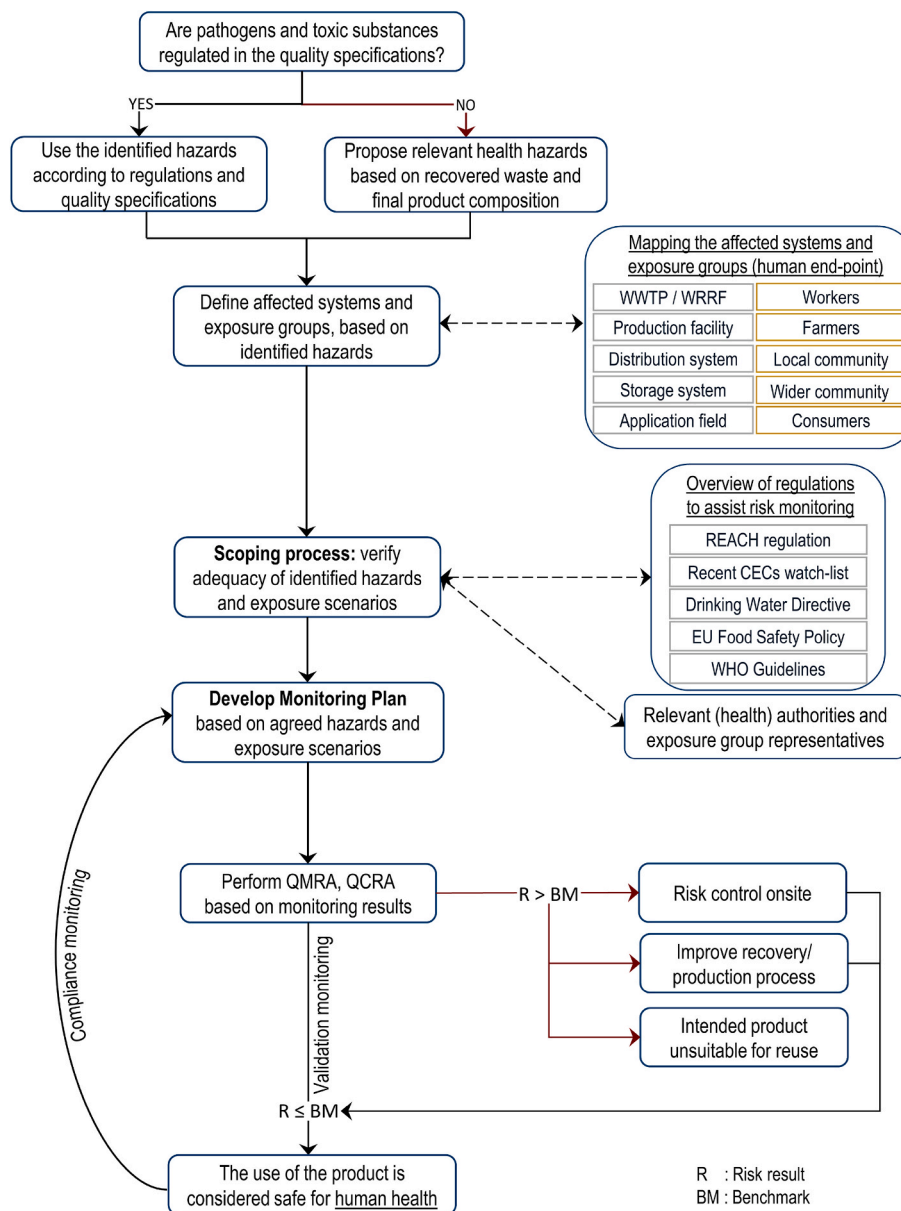 Are pathogens and toxic substances
regulated in the quality specifications?
YES
NO
Use the identified hazards
according to regulations and
quality specifications
Propose relevant health hazards
based on recovered waste and
final product composition
Mapping the affected systems and
exposure groups (human end-point)
WWTP / WRRF
Workers
Production facility
Farmers
Distribution system
Local community
Storage system
Wider community
Application field
Consumers
Define affected systems and
exposure groups, based on
identified hazards
Overview of regulations
to assist risk monitoring
REACH regulation
Recent CECs watch-list
Drinking Water Directive
EU Food Safety Policy
WHO Guidelines
Scoping process: verify
adequacy of identified hazards
and exposure scenarios
Relevant (health) authorities and
exposure group representatives
Develop Monitoring Plan
based on agreed hazards and
exposure scenarios
Perform QMRA, QCRA
based on monitoring results
R > BM
Risk control onsite
Improve recovery/
production process
Intended product
unsuitable for reuse
Compliance monitoring
Validation monitoring
R ≤ BM
The use of the product is
considered safe for human health
R : Risk result
BM : Benchmark